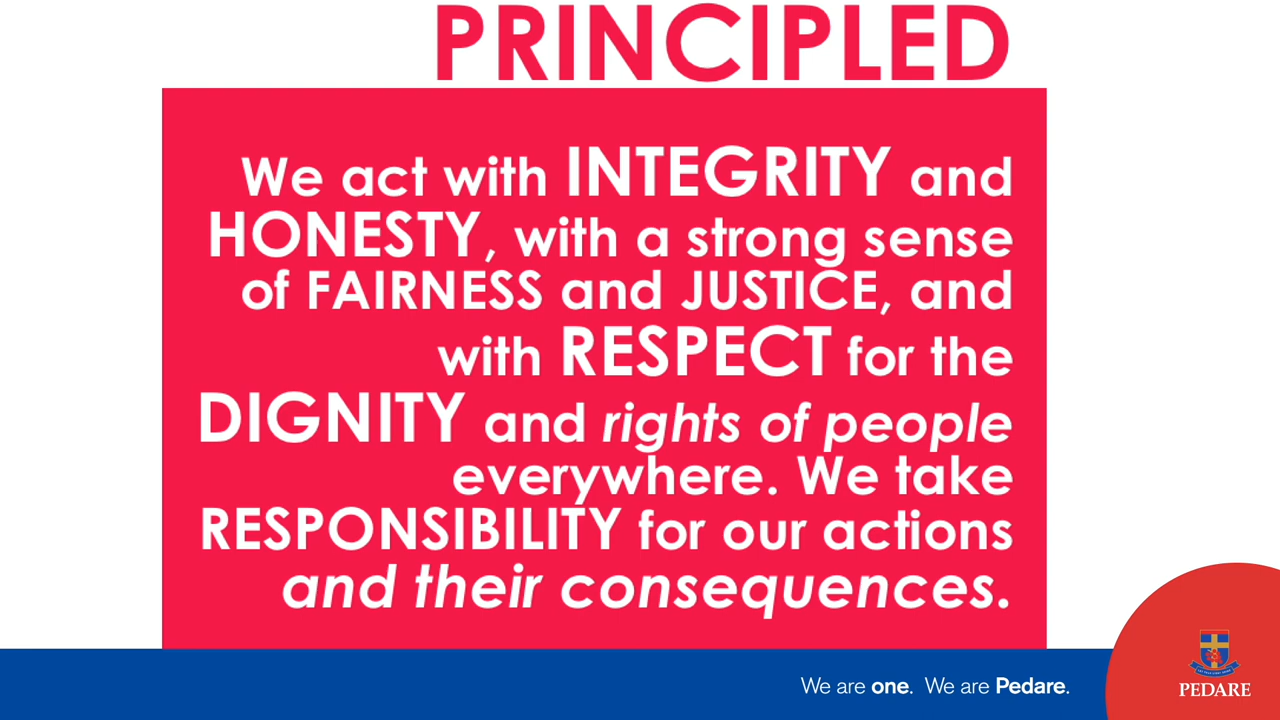 PRINCIPLED
We act with INTEGRITY and
HONESTY, with a strong sense
of FAIRNESS and JUSTICE, and
with RESPECT for the
DIGNITY and rights of people
everywhere. We take
RESPONSIBILITY for our actions
and their consequences.
We are one. We are Pedare.
PEDARE